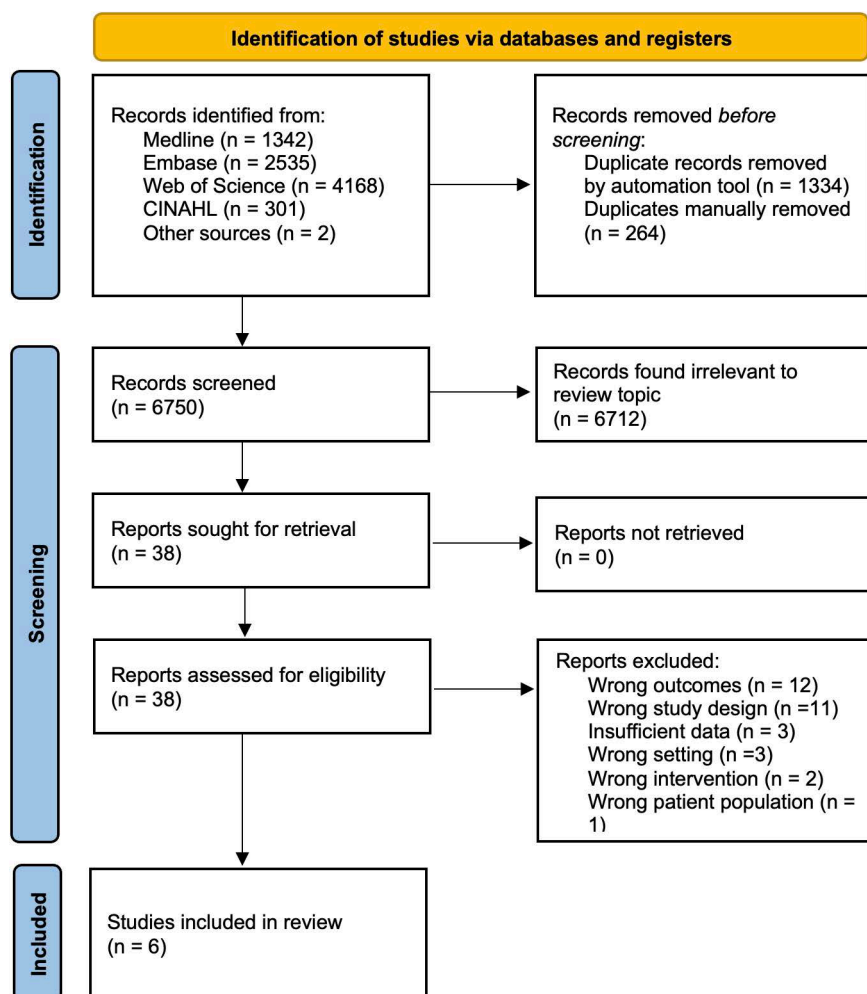 Identification of studies via databases and registers
Identification
Records identified from:
Medline (n = 1342)
Embase (n = 2535)
Web of Science (n = 4168)
CINAHL (n = 301)
Other sources (n = 2)
Records removed before
screening:
Duplicate records removed
by automation tool (n = 1334)
Duplicates manually removed
(n = 264)
Screening
Records screened
(n = 6750)
Records found irrelevant to
review topic
(n = 6712)
Reports sought for retrieval
(n = 38)
Reports not retrieved
(n = 0)
Reports assessed for eligibility
(n = 38)
Reports excluded:
Wrong outcomes (n = 12)
Wrong study design (n =11)
Insufficient data (n = 3)
Wrong setting (n =3)
Wrong intervention (n = 2)
Wrong patient population (n =
1)
Included
Studies included in review
(n = 6)